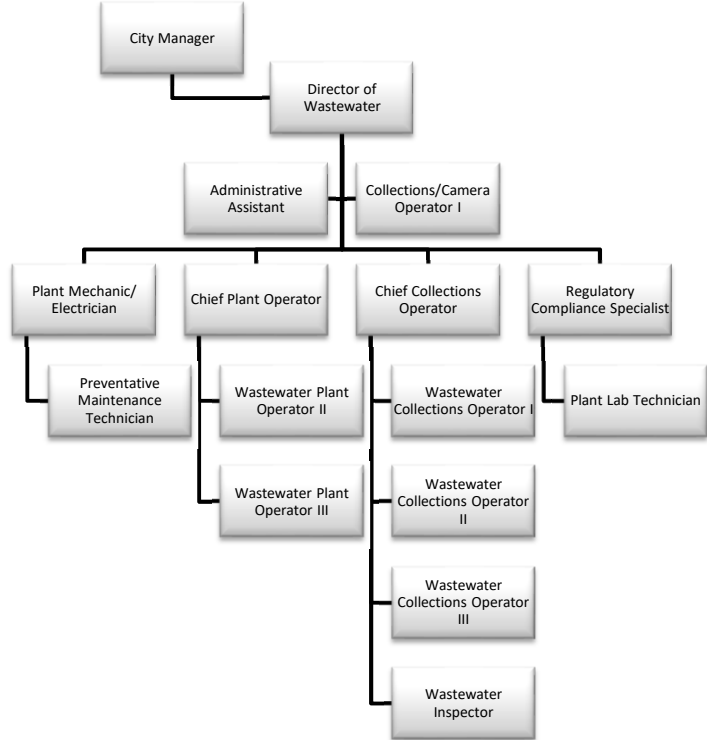 City Manager
Director of
Wastewater
Administrative
Assistant
Collections/Camera
Operator I
Plant Mechanic/
Electrician
Chief Plant Operator
Chief Collections
Operator
Regulatory
Compliance Specialist
Preventative
Maintenance
Technician
Wastewater Plant
Operator II
Wastewater
Collections Operator I
Plant Lab Technician
Wastewater Plant
Operator III
Wastewater
Collections Operator
II
Wastewater
Collections Operator
III
Wastewater
Inspector